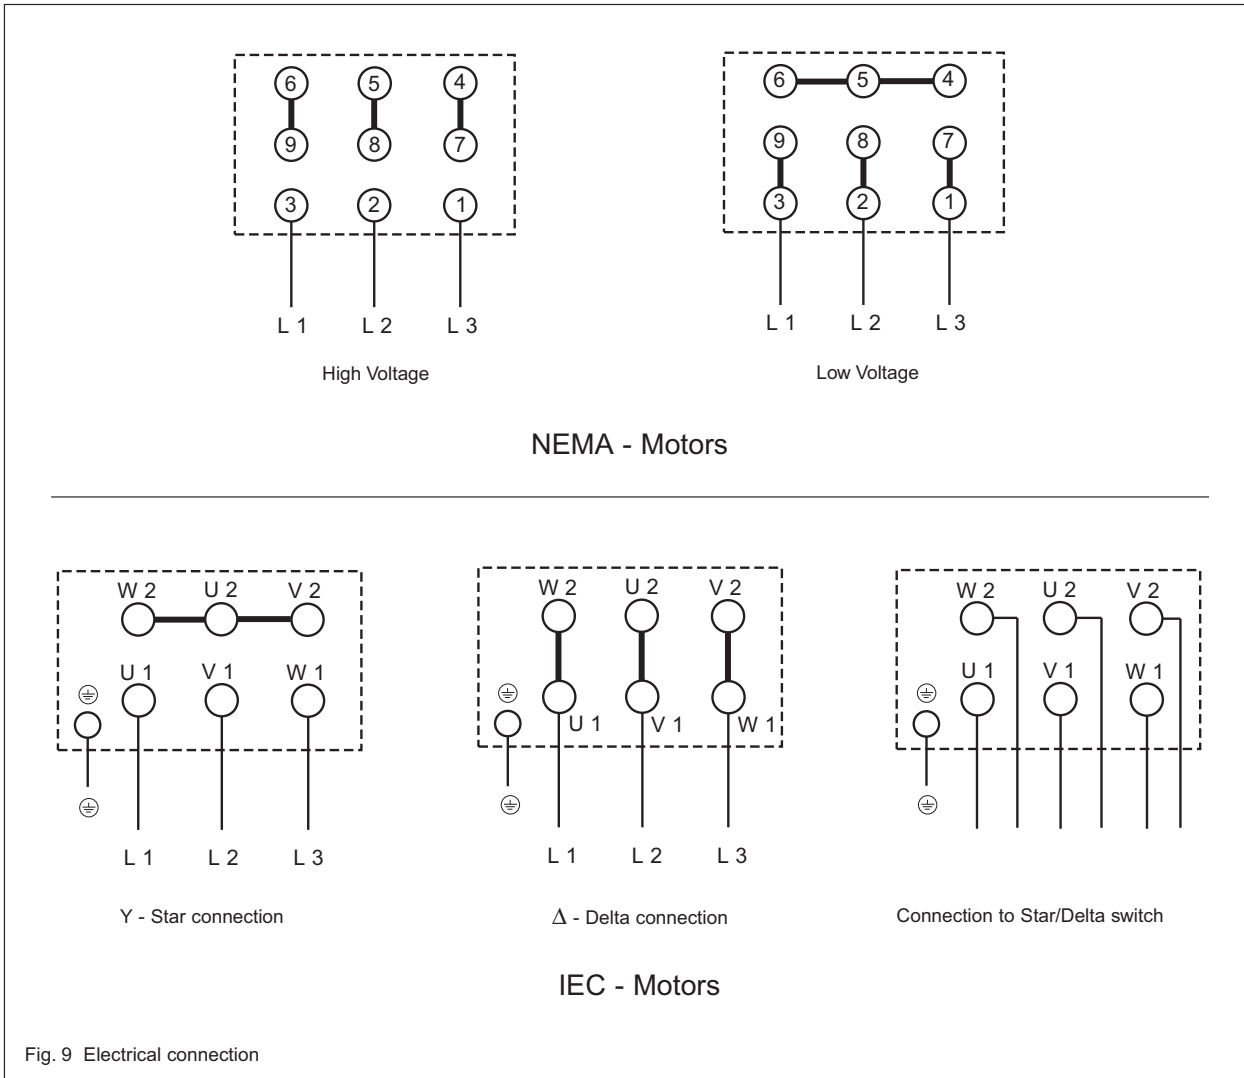 6 5 4
9 8 7
3 2 1
L 1 L 2 L 3
High Voltage
6 5 4
9 8 7
3 2 1
L 1 L 2 L 3
Low Voltage
NEMA - Motors
W 2 U 2 V 2
U 1 V 1 W 1
L 1 L 2 L 3
Y - Star connection
W 2 U 2 V 2
U 1 V 1 W 1
L 1 L 2 L 3
Δ - Delta connection
W 2 U 2 V 2
U 1 V 1 W 1
Connection to Star/Delta switch
IEC - Motors
Fig. 9 Electrical connection